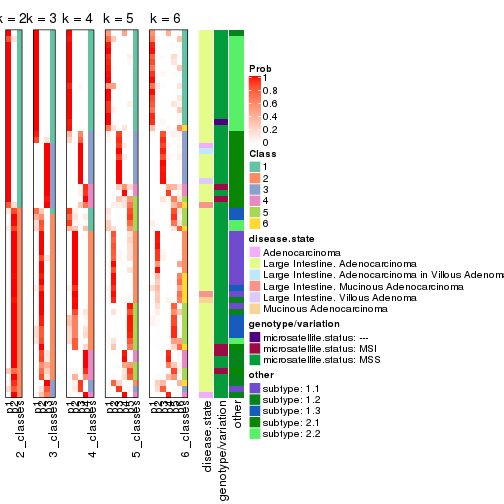 k = 2 k = 3 k = 4 k = 5 k = 6
Prob
1
0.8
0.6
0.4
0.2
0
Class
1
2
3
4
5
6
disease.state
Adenocarcinoma
Large Intestine. Adenocarcinoma
Large Intestine. Adenocarcinoma in Villous Adenom
Large Intestine. Mucinous Adenocarcinoma
Large Intestine. Villous Adenoma
Mucinous Adenocarcinoma
genotype/variation
microsatellite.status: ---
microsatellite.status: MSI
microsatellite.status: MSS
other
subtype: 1.1
subtype: 1.2
subtype: 1.3
subtype: 2.1
subtype: 2.2
2_classes
3_classes
4_classes
5_classes
6_classes
disease.state
genotype/variation
other